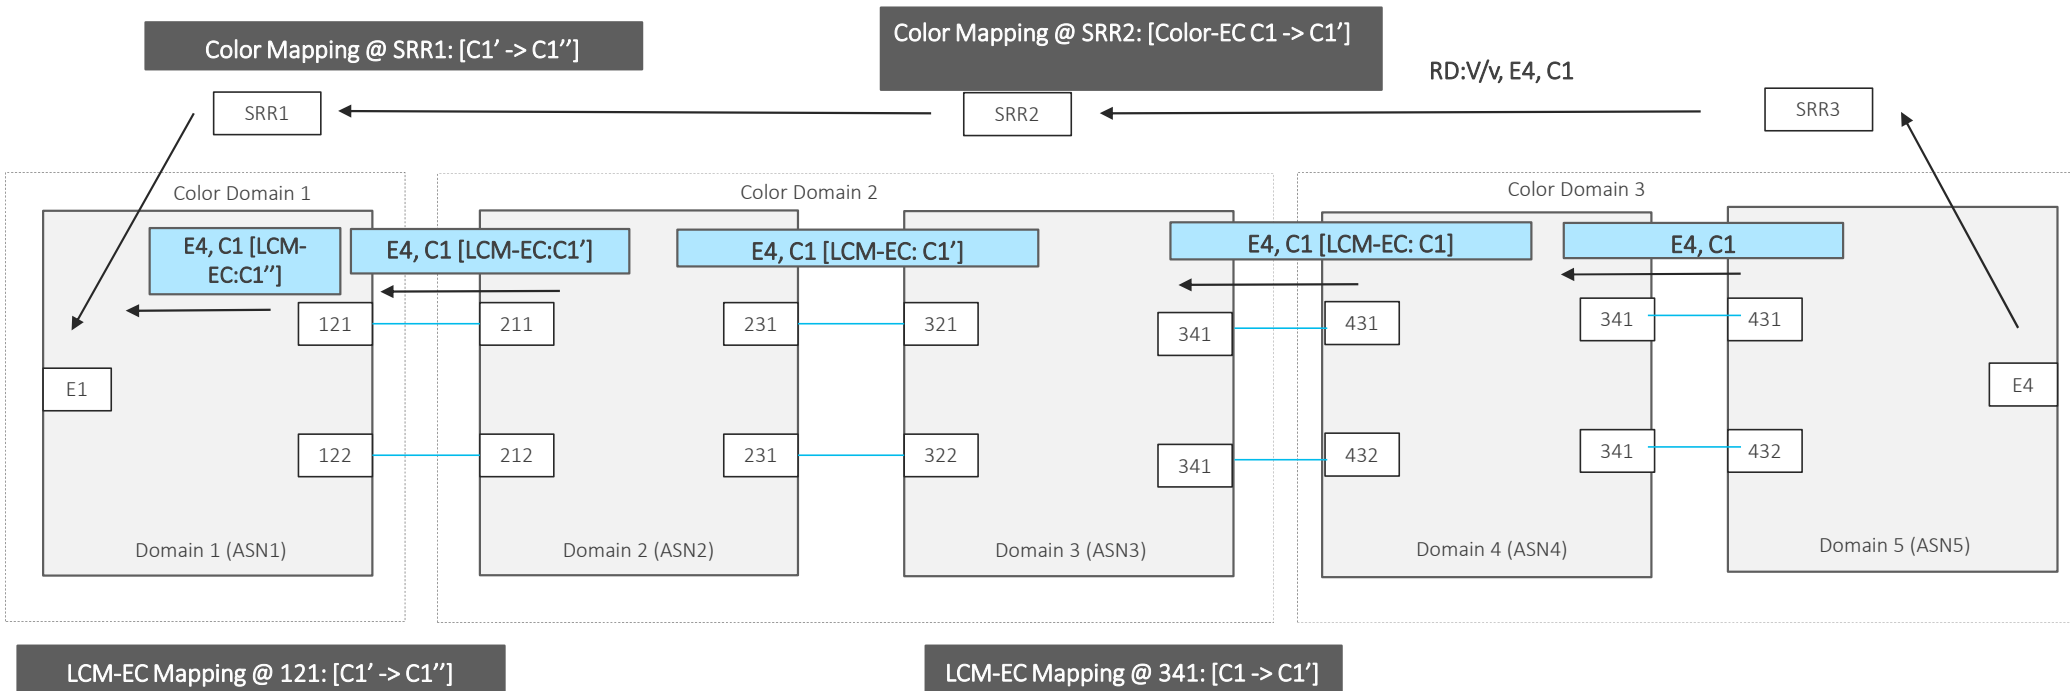 Color Mapping @ SRR1: [C1’ -> C1’’]
Color Mapping @ SRR2: [Color-EC C1 -> C1’]
RD:V/v, E4, C1
SRR1
SRR2
SRR3
Color Domain 1
Color Domain 2
Color Domain 3
E4, C1 [LCM-
EC:C1’’]
E4, C1 [LCM-EC:C1’]
E4, C1 [LCM-EC: C1’]
E4, C1 [LCM-EC: C1]
E4, C1
121
211
231
321
341
431
341
431
E1
E4
122
212
231
322
341
432
341
432
Domain 1 (ASN1)
Domain 2 (ASN2)
Domain 3 (ASN3)
Domain 4 (ASN4)
Domain 5 (ASN5)
LCM-EC Mapping @ 121: [C1’ -> C1’’]
LCM-EC Mapping @ 341: [C1 -> C1’]